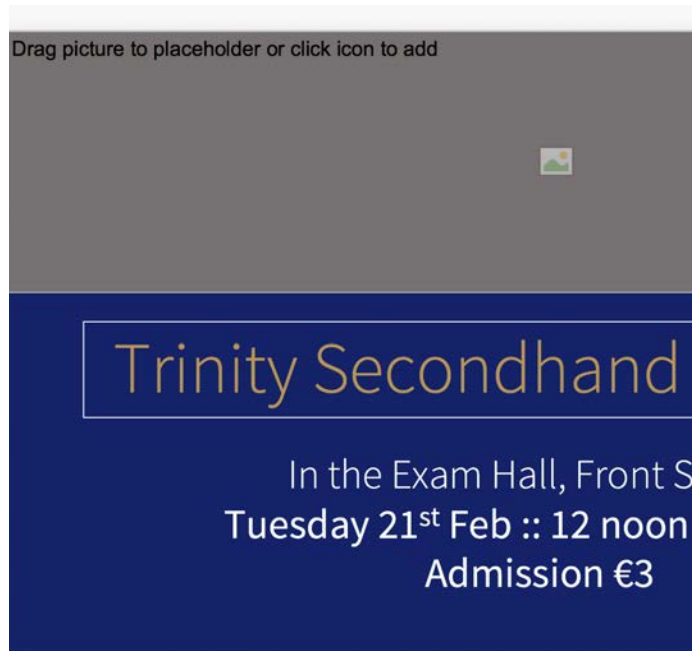 Drag picture to placeholder or click icon to add
Trinity Secondhand
In the Exam Hall, Front S
Tuesday 21st Feb :: 12 noon
Admission €3